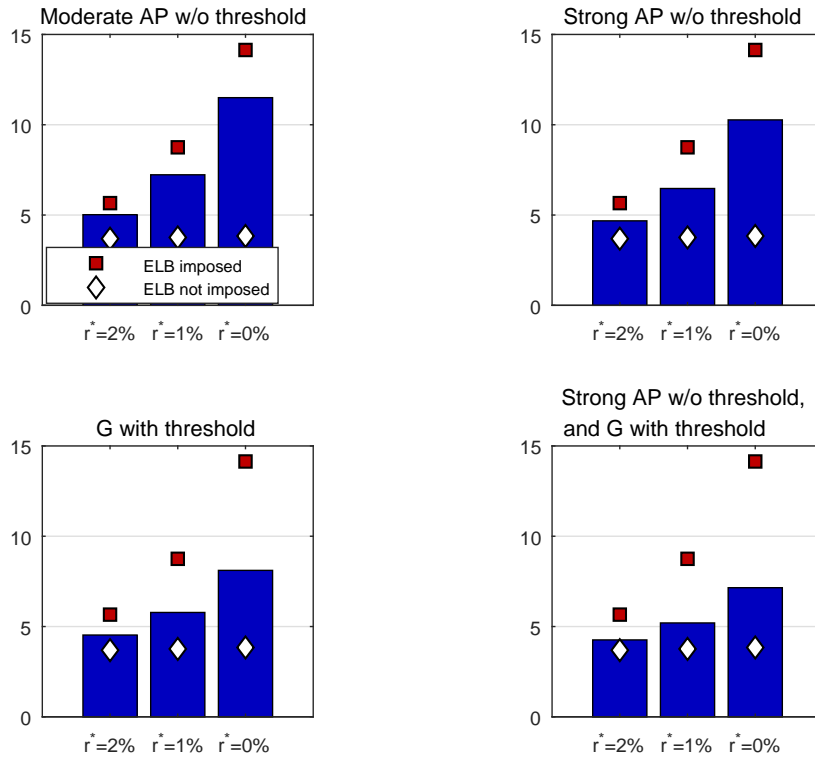 Moderate AP w/o threshold
15
10
5
0
ELB imposed
ELB not imposed
r*=2% r*=1% r*=0%
Strong AP w/o threshold
15
10
5
0
r*=2% r*=1% r*=0%
G with threshold
15
10
5
0
r*=2% r*=1% r*=0%
Strong AP w/o threshold,
and G with threshold
15
10
5
0
r*=2% r*=1% r*=0%